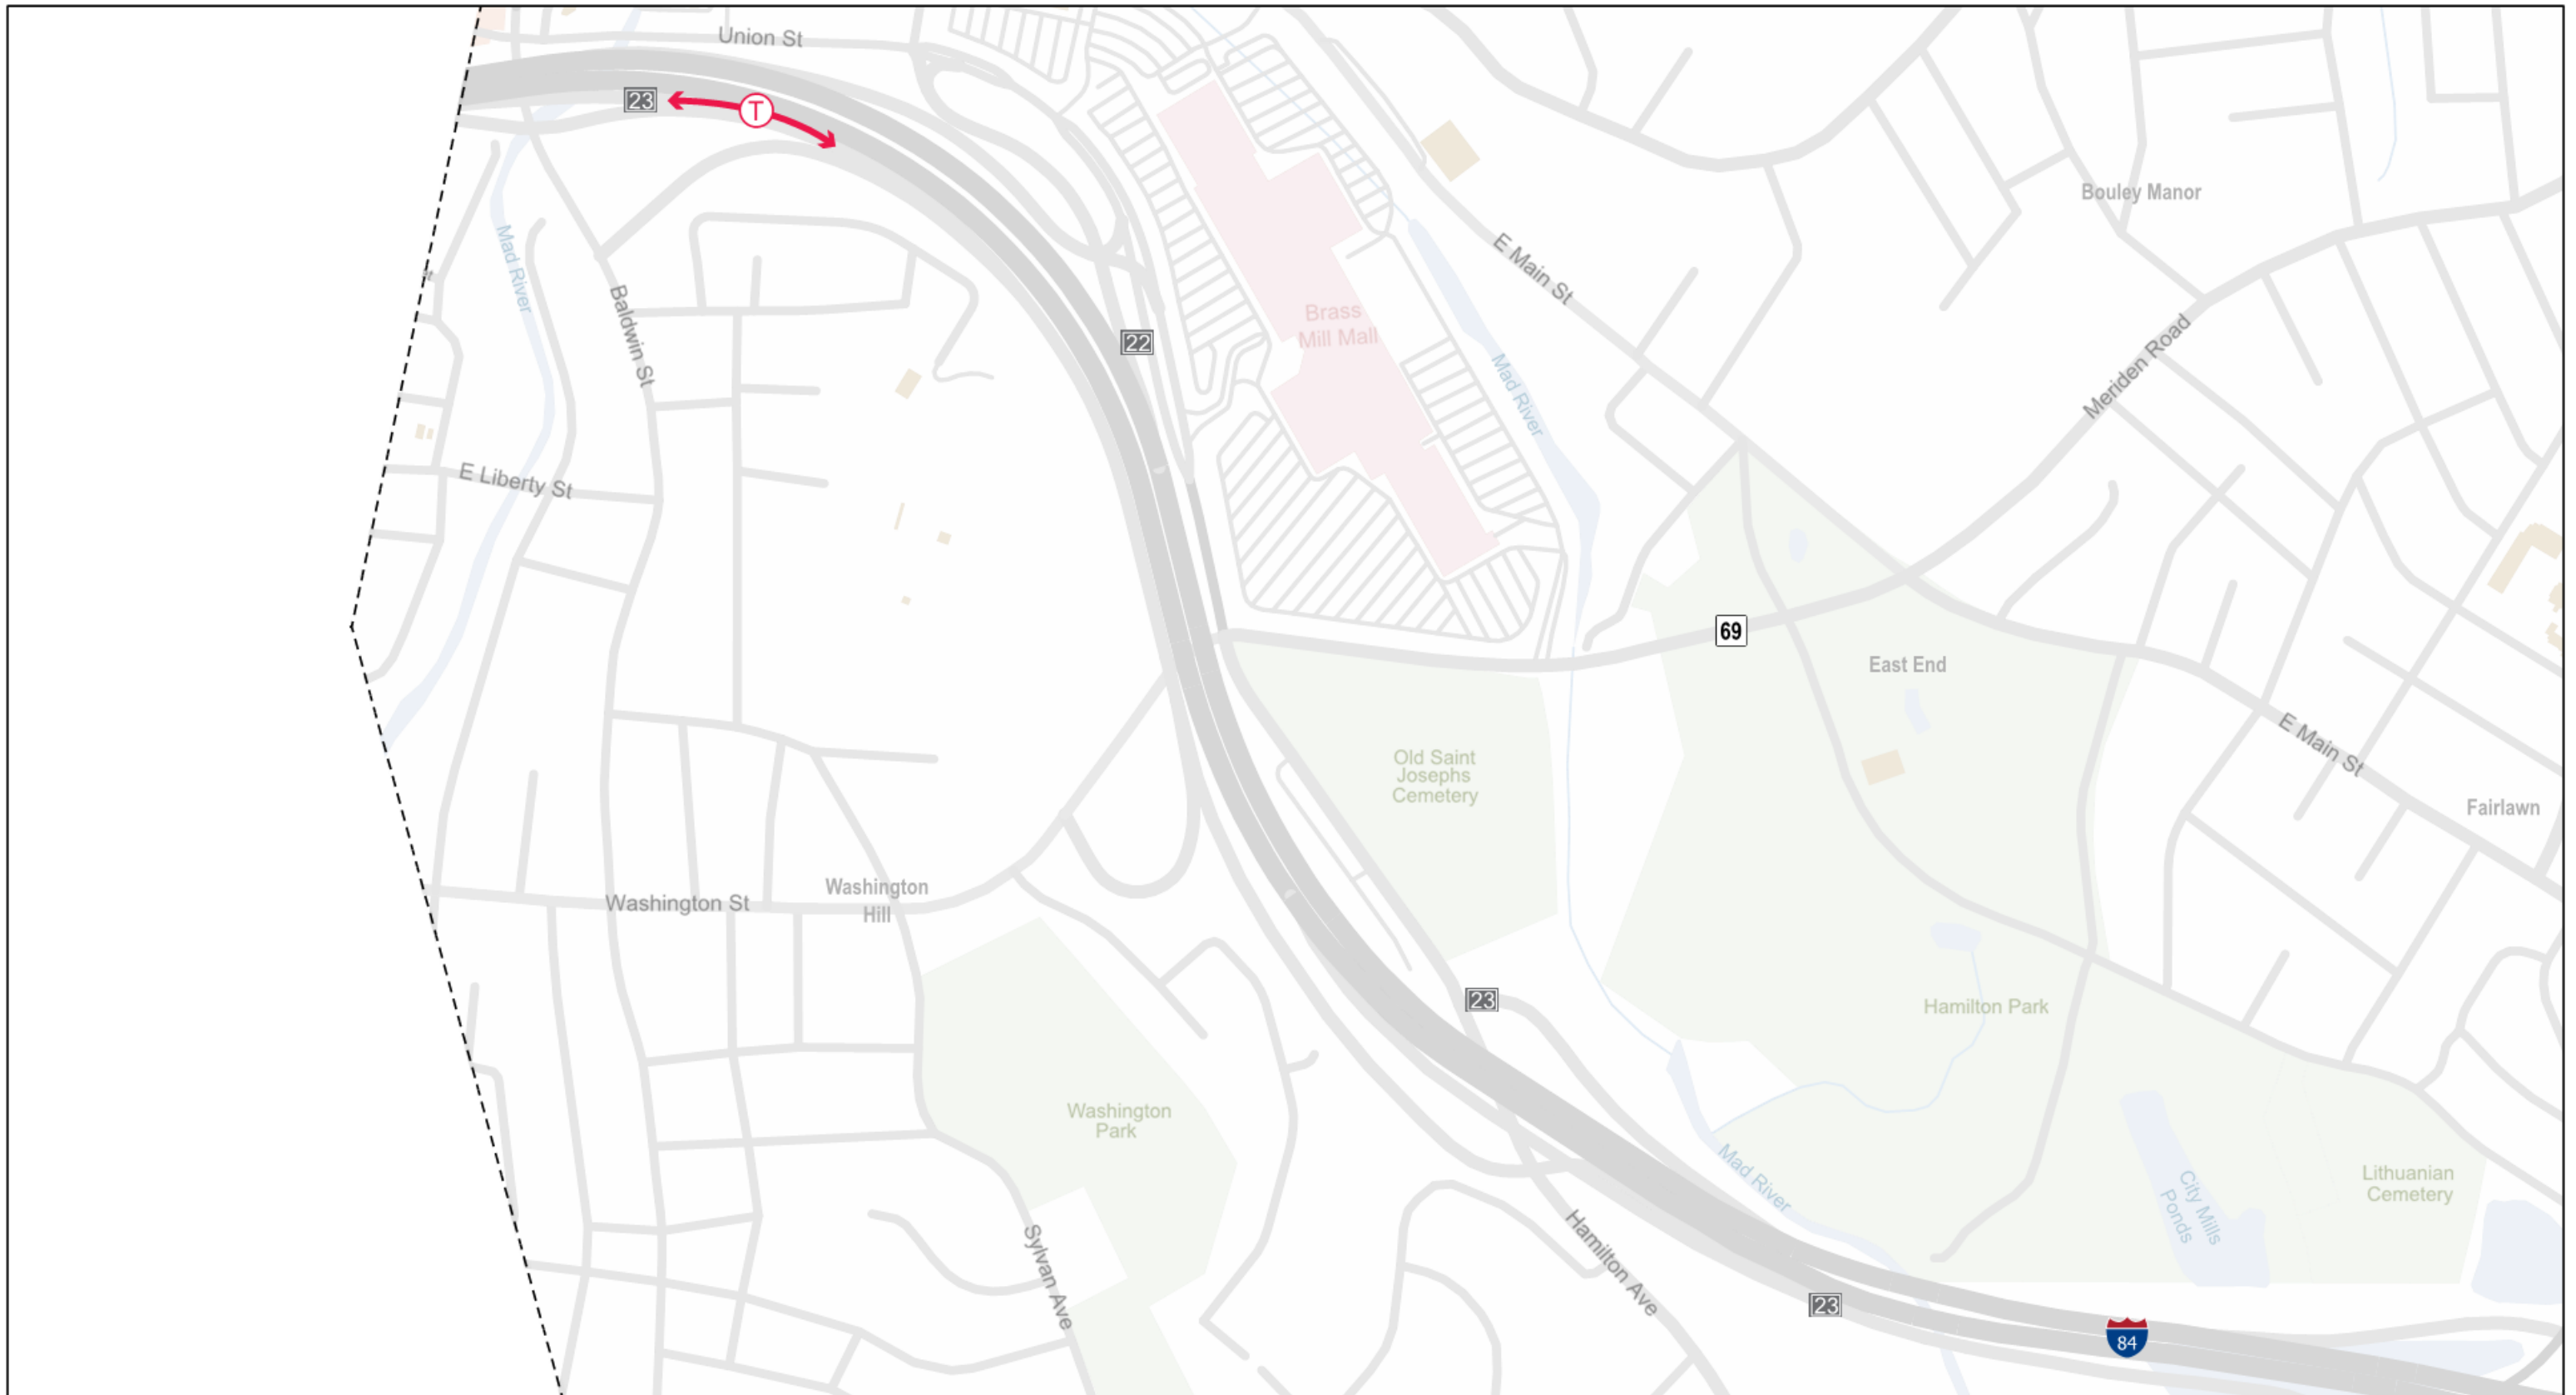 Union St
23
T
Bouley Manor
Mad River
E Main St
Baldwin St
Brass
Mill Mall
22
Meriden Road
Mad River
E Liberty St
69
East End
E Main St
Old Saint
Josephs
Cemetery
Fairlawn
Washington
Hill
Washington St
23
Hamilton Park
Washington
Park
Mad River
Lithuanian
Cemetery
City Mills
Ponds
Sylvan Ave
Hamilton Ave
23
84